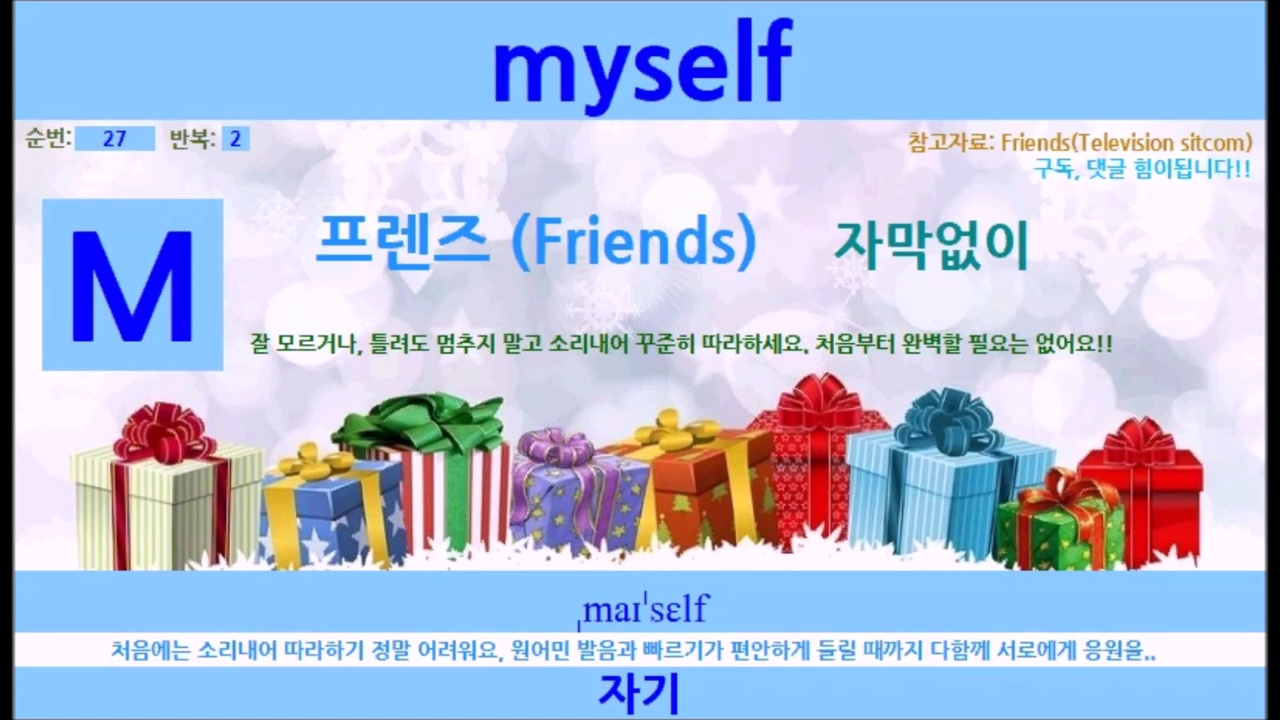 myself
순번: 27 반복: 2
참고자료: Friends(Television sitcom)
구독, 댓글 힘이됩니다!!
M
프렌즈 (Friends) 자막없이
잘 모르거나, 틀려도 멈추지 말고 소리내어 꾸준히 따라하세요. 처음부터 완벽할 필요는 없어요!!
ˌmaɪˈsɛlf
처음에는 소리내어 따라하기 정말 어려워요, 원어민 발음과 빠르기가 편안하게 들릴 때까지 다함께 서로에게 응원을..
자기